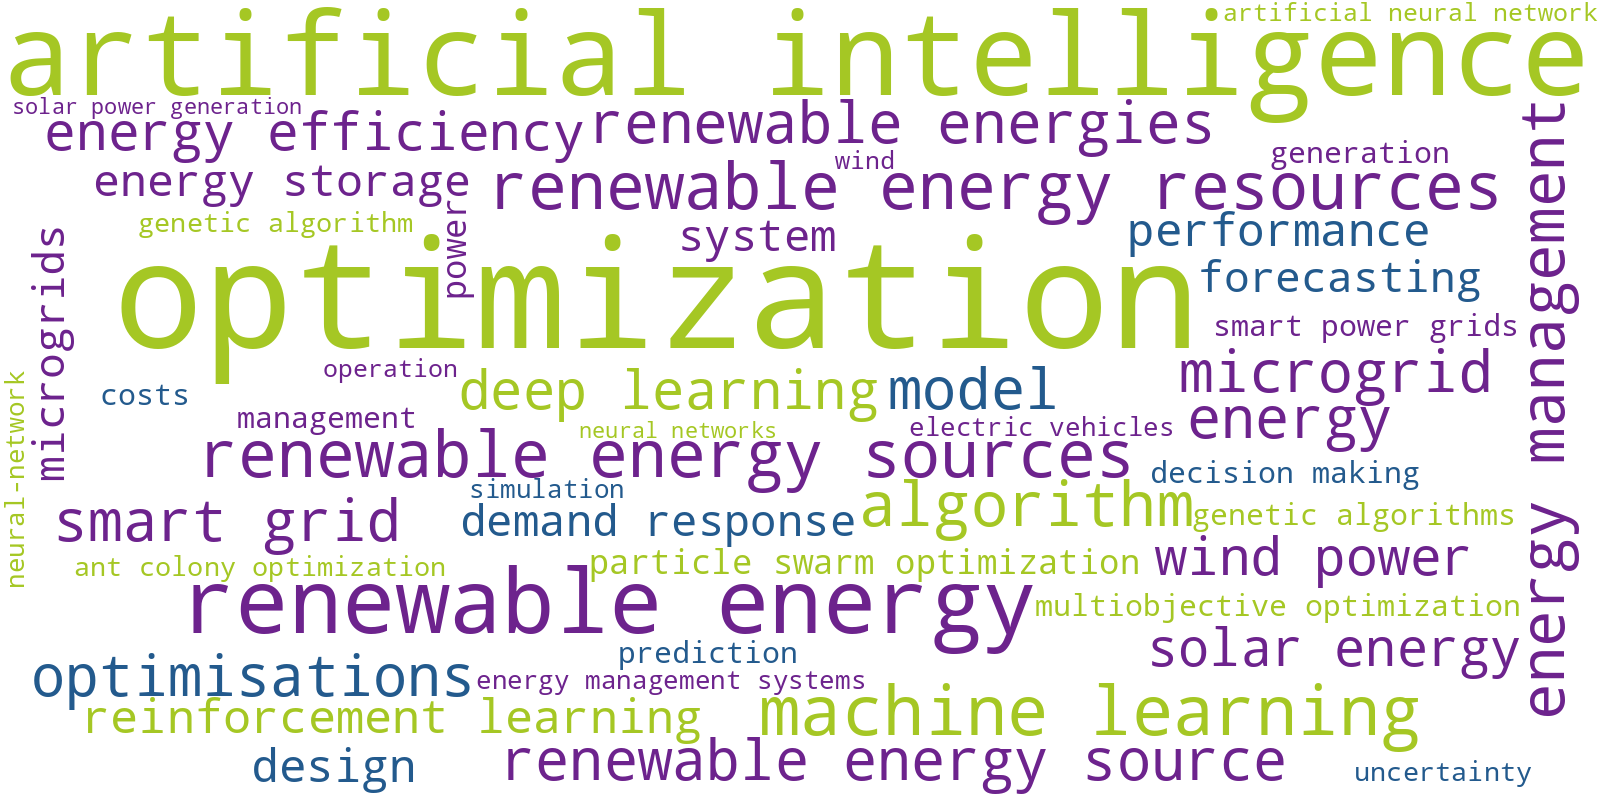 artificial neural network
artificial intelligence
solar power generation
energy efficiency
renewable energies
wind
generation
energy storage
renewable energy resources
energy management
genetic algorithm
power
system
performance
microgrids
optimization
forecasting
smart power grids
operation
costs
deep learning
model
microgrid
neural-network
management
neural networks
electric vehicles
energy
renewable energy sources
decision making
simulation
algorithm
smart grid
demand response
genetic algorithms
ant colony optimization
particle swarm optimization
wind power
renewable energy
multiobjective optimization
prediction
solar energy
optimisations
energy management systems
reinforcement learning
machine learning
design
renewable energy source
uncertainty